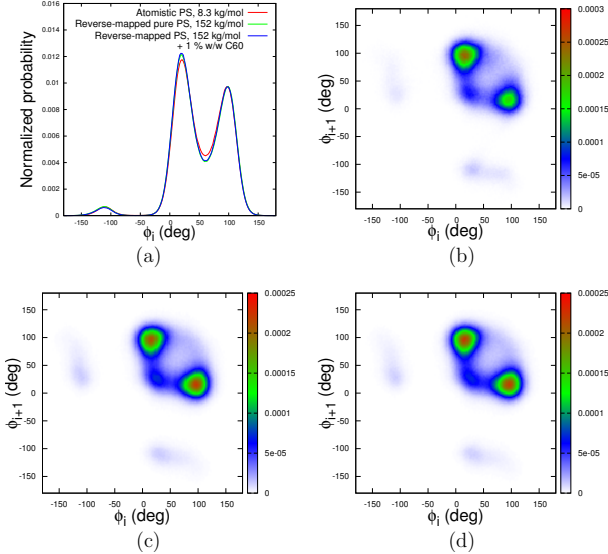 Normalized probability
0.016
0.014
0.012
0.01
0.008
0.006
0.004
0.002
0
Atomistic PS, 8.3 kg/mol
Reverse-mapped pure PS, 152 kg/mol
Reverse-mapped PS, 152 kg/mol
+ 1 % w/w C60
-150 -100 -50 0 50 100 150
ϕi (deg)
(a)
ϕi+1 (deg)
150
100
50
0
-50
-100
-150
-150 -100 -50 0 50 100 150
ϕi (deg)
0.0003
0.00025
0.0002
0.00015
0.0001
5e-05
0
(b)
ϕi+1 (deg)
150
100
50
0
-50
-100
-150
-150 -100 -50 0 50 100 150
ϕi (deg)
0.00025
0.0002
0.00015
0.0001
5e-05
0
(c)
ϕi+1 (deg)
150
100
50
0
-50
-100
-150
-150 -100 -50 0 50 100 150
ϕi (deg)
0.00025
0.0002
0.00015
0.0001
5e-05
0
(d)